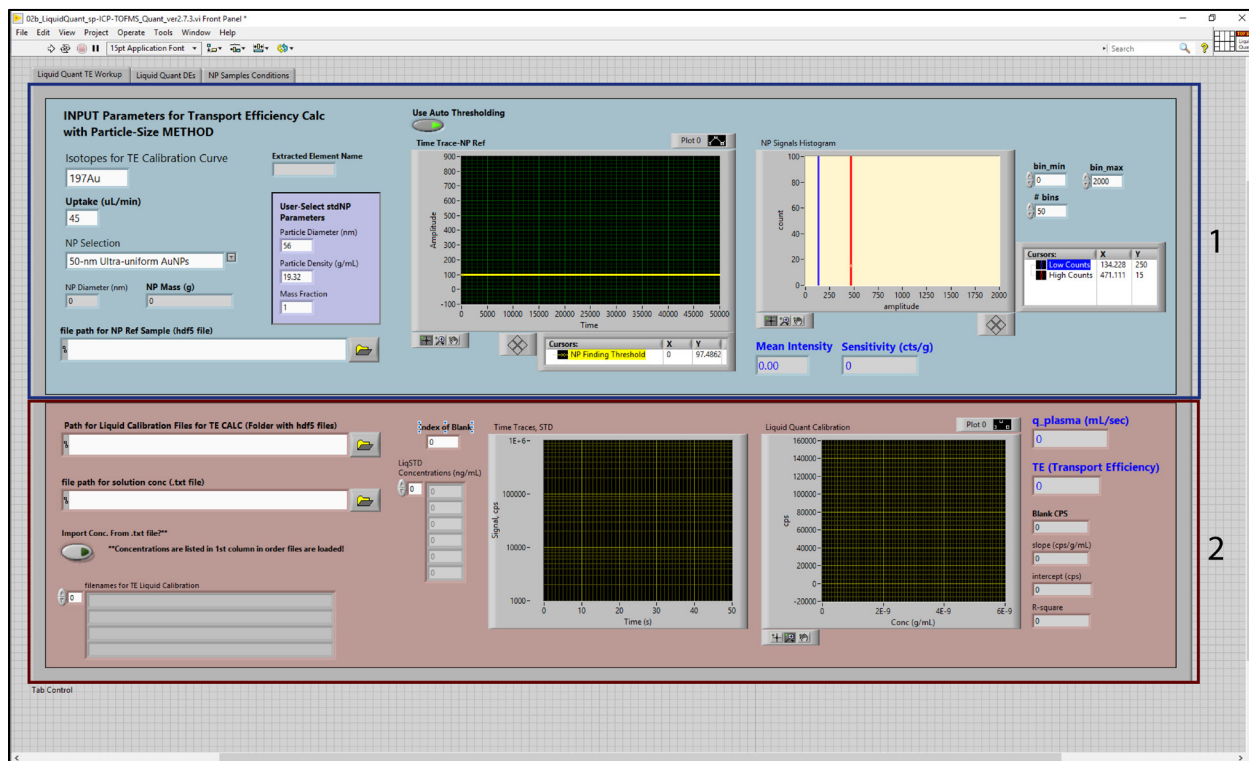 02b_LiquidQuant_sp-ICP-TOFMS_Quant_ver2.7.3.vi Front Panel *
File Edit View Project Operate Tools Window Help
15pt Application Font
Search
Liquid Quant TE Workup
Liquid Quant DEs
NP Samples Conditions
INPUT Parameters for Transport Efficiency Calc
with Particle-Size METHOD
Isotopes for TE Calibration Curve
197Au
Extracted Element Name
Uptake (uL/min)
45
NP Selection
50-nm Ultra-uniform AuNPs
NP Diameter (nm)
0
NP Mass (g)
0
User-Select stdNP
Parameters
Particle Diameter (nm)
56
Particle Density (g/mL)
19.32
Mass Fraction
1
file path for NP Ref Sample (hdf5 file)
Use Auto Thresholding
Time Trace-NP Ref
Plot 0
Amplitude
900
800
700
600
500
400
300
200
100
0
-100
0 5000 10000 15000 20000 25000 30000 35000 40000 45000 50000
Time
Cursors: X Y
NP Finding Threshold 0 97.4862
NP Signals Histogram
count
100
80
60
40
20
0
0 250 500 750 1000 1250 1500 1750 2000
amplitude
bin_min
0
bin_max
2000
# bins
50
Cursors: X Y
Low Counts 134.228 250
High Counts 471.111 15
Mean Intensity
0.00
Sensitivity (cts/g)
0
1
Path for Liquid Calibration Files for TE CALC (Folder with hdf5 files)
file path for solution conc (.txt file)
Import Conc. From .txt file?**
**Concentrations are listed in 1st column in order files are loaded!
filenames for TE Liquid Calibration
0
Index of Blank
0
LiqSTD
Concentrations (ng/mL)
0
0
0
0
0
0
0
Time Traces, STD
Signal, cps
1E+6
100000
10000
1000
0 10 20 30 40 50
Time (s)
Liquid Quant Calibration
Plot 0
cps
160000
140000
120000
100000
80000
60000
40000
20000
0
-20000
0 2E-9 4E-9 6E-9
Conc (g/mL)
q_plasma (mL/sec)
0
TE (Transport Efficiency)
0
Blank CPS
0
slope (cps/g/mL)
0
intercept (cps)
0
R-square
0
2
Tab Control